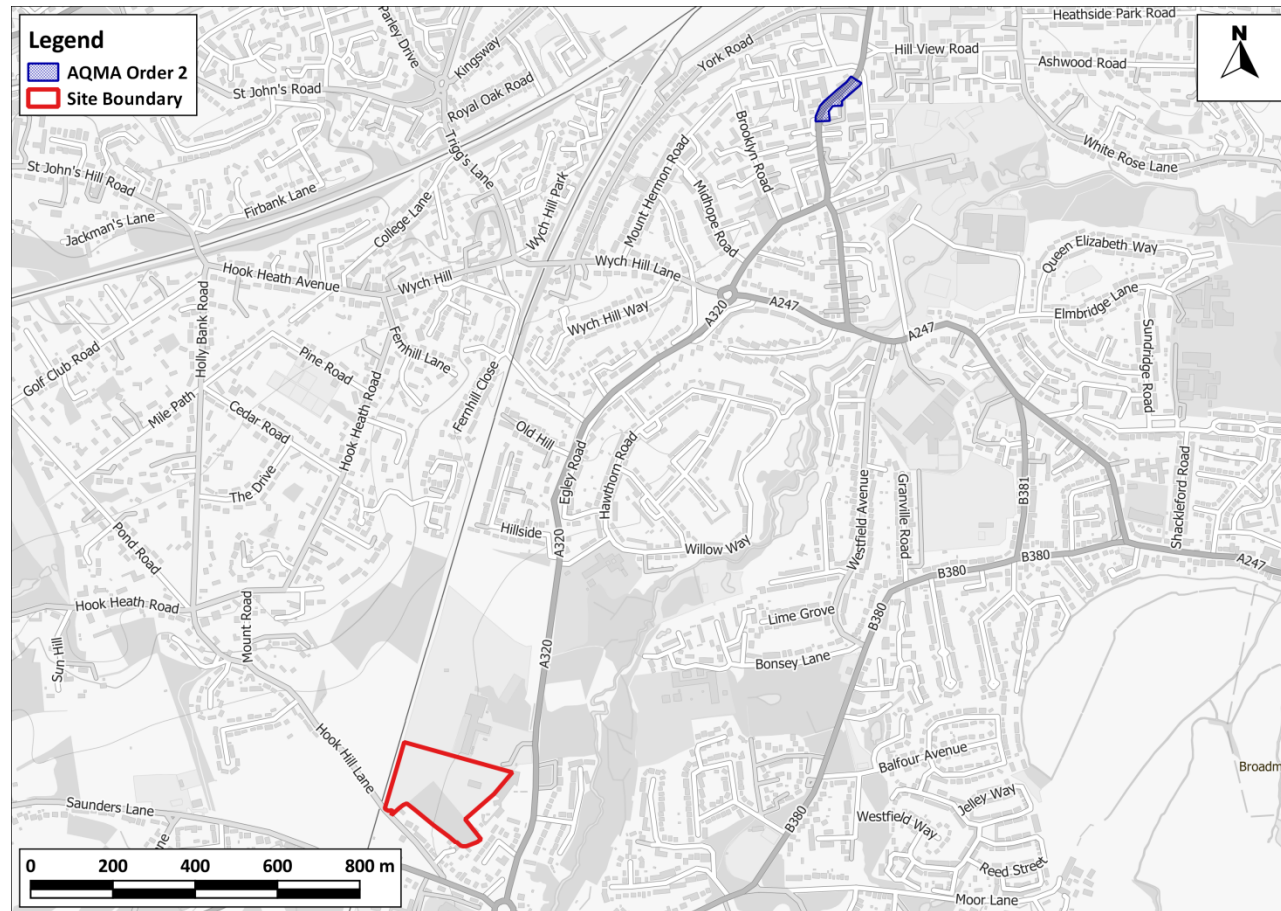 Legend
AQMA Order 2
Site Boundary
N
Heathside Park Road
Hill View Road
Ashwood Road
Parley Drive
Kingsway
York Road
St John's Road
Royal Oak Road
Trigg's Lane
Brooklyn Road
White Rose Lane
St John's Hill Road
Firbank Lane
Jackman's Lane
College Lane
Wych Hill Park
Mount Hermon Road
Midhope Road
Queen Elizabeth Way
Hook Heath Avenue
Wych Hill
Wych Hill Lane
Elmbridge Lane
A320
A247
A247
Sundridge Road
Holly Bank Road
Wych Hill Way
Fernhill Lane
Golf Club Road
Pine Road
Mile Path
Fernhill Close
Cedar Road
Hook Heath Road
Old Hill
Egley Road
Hawthorn Road
The Drive
Westfield Avenue
Granville Road
B381
Shackleford Road
Hillside
A320
Willow Way
B380
B380
A247
Pond Road
Hook Heath Road
Mount Road
Lime Grove
B380
Sun Hill
A320
Bonsey Lane
Hook Hill Lane
Balfour Avenue
Broadm
Saunders Lane
ne
Jelley Way
B380
Westfield Way
Reed Street
Moor Lane
0 200 400 600 800 m